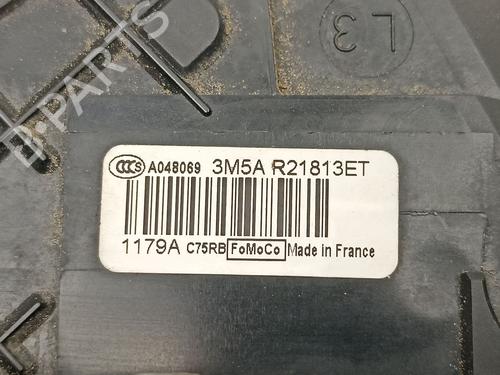 B-PARTS
L3
CCC S A048069 3M5A R21813ET
1179A C75RB FoMoCo Made in France